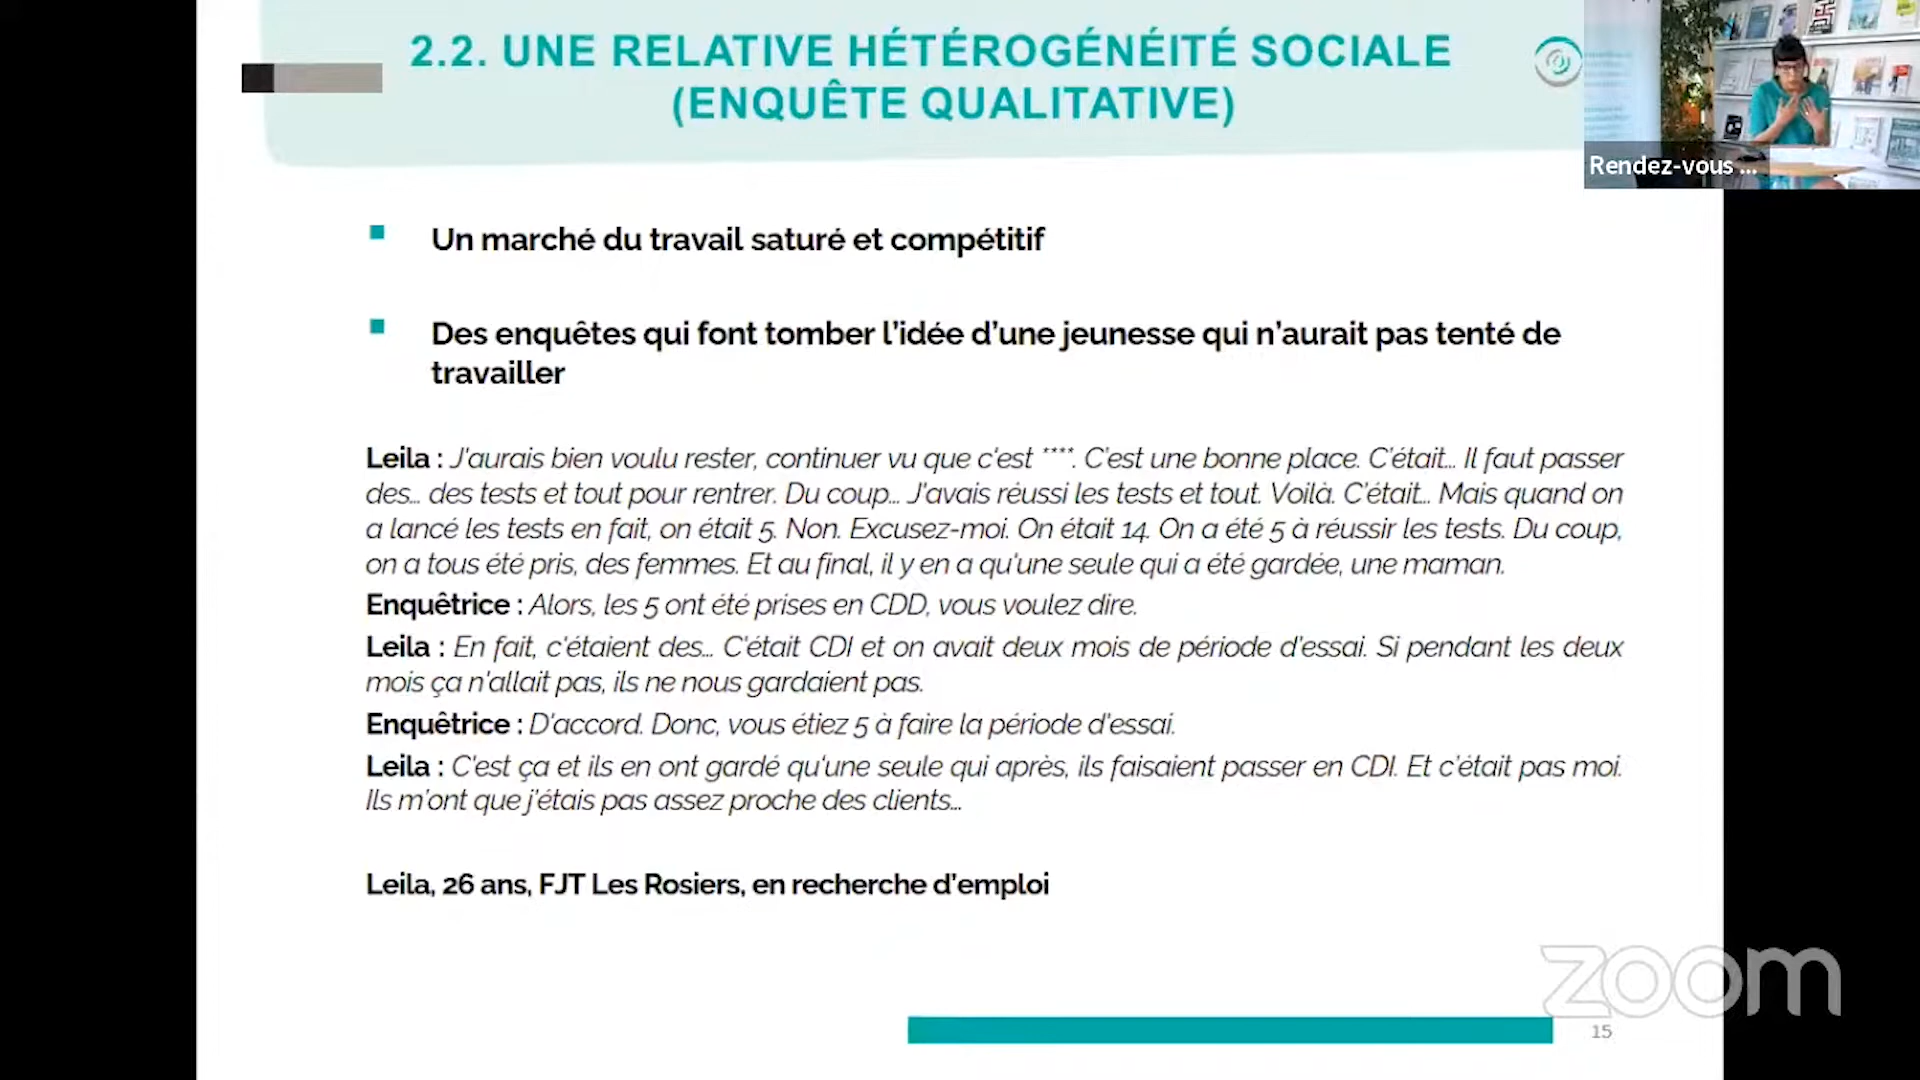 2.2. UNE RELATIVE HÉTÉROGÉNÉITÉ SOCIALE
(ENQUÊTE QUALITATIVE)
Rendez-vous ...
Un marché du travail saturé et compétitif
Des enquêtes qui font tomber l'idée d'une jeunesse qui n'aurait pas tenté de
travailler
Leila : J'aurais bien voulu rester, continuer vu que c'est ****. C'est une bonne place. C'était... Il faut passer
des... des tests et tout pour rentrer. Du coup... J'avais réussi les tests et tout. Voilà. C'était... Mais quand on
a lancé les tests en fait, on était 5. Non. Excusez-moi. On était 14. On a été 5 à réussir les tests. Du coup,
on a tous été pris, des femmes. Et au final, il y en a qu'une seule qui a été gardée, une maman.
Enquêtrice : Alors, les 5 ont été prises en CDD, vous voulez dire.
Leila : En fait, c'étaient des... C'était CDI et on avait deux mois de période d'essai. Si pendant les deux
mois ça n'allait pas, ils ne nous gardaient pas.
Enquêtrice : D'accord. Donc, vous étiez 5 à faire la période d'essai.
Leila : C'est ça et ils en ont gardé qu'une seule qui après, ils faisaient passer en CDI. Et c'était pas moi.
Ils m'ont que j'étais pas assez proche des clients...
Leila, 26 ans, FJT Les Rosiers, en recherche d'emploi
zoom
15